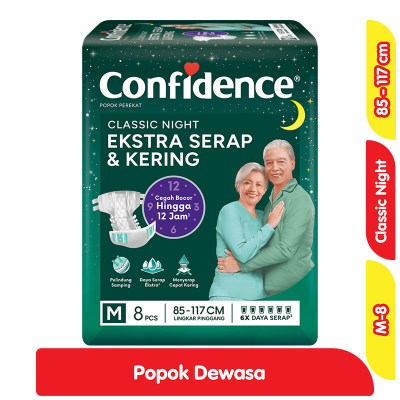 Confidence®
POPOK PEREKAT
CLASSIC NIGHT
EKSTRA SERAP
& KERING
12
9
3
6
Cegah Bocor
Hingga
12 Jam¹
Pelindung
Samping
Daya Serap
Ekstra²
Menyerap
Cepat Kering
M
8 PCS
85-117 CM
LINGKAR PINGGANG
6X DAYA SERAP
85-117 cm
Classic Night
M-8
Popok Dewasa